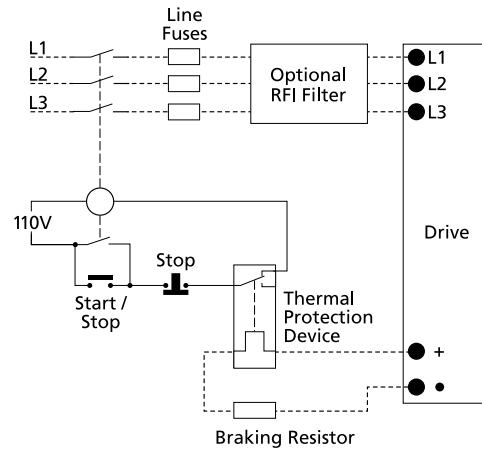 Line
Fuses
L1
L2
L3
Optional
RFI Filter
L1
L2
L3
110V
Drive
Stop
Start /
Stop
Thermal
Protection
Device
+
Braking Resistor